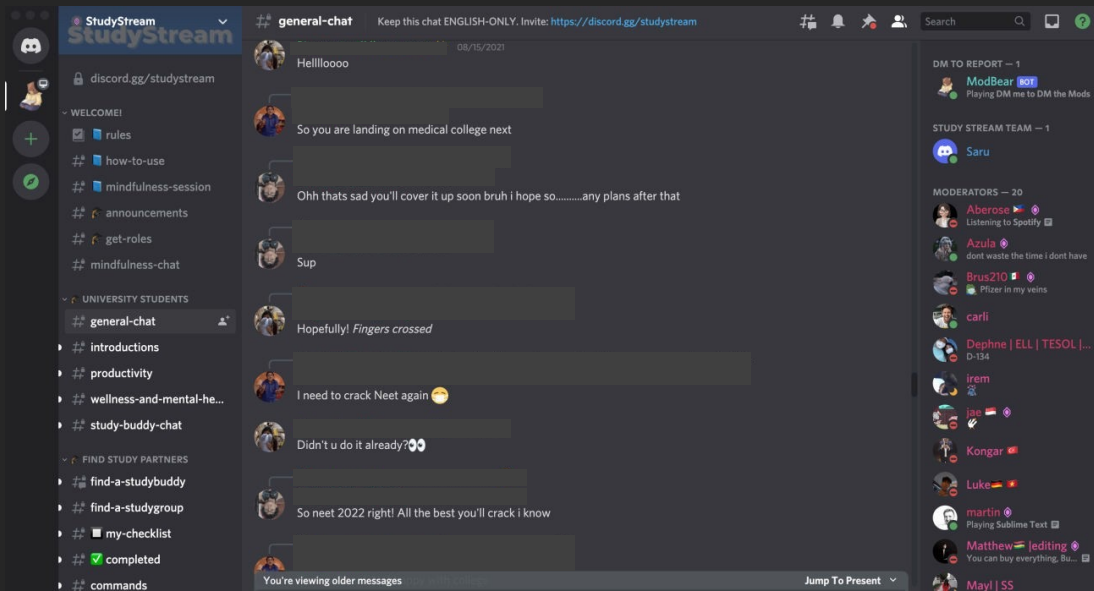 StudyStream
StudyStream
discord.gg/studystream
WELCOME!
rules
how-to-use
mindfulness-session
announcements
get-roles
mindfulness-chat
UNIVERSITY STUDENTS
general-chat
introductions
productivity
wellness-and-mental-he...
study-buddy-chat
FIND STUDY PARTNERS
find-a-studybuddy
find-a-studygroup
my-checklist
completed
commands
general-chat
Keep this chat ENGLISH-ONLY. Invite: https://discord.gg/studystream
Search
08/15/2021
Helllloooo
So you are landing on medical college next
Ohh thats sad you'll cover it up soon bruh i hope so..........any plans after that
Sup
Hopefully! Fingers crossed
I need to crack Neet again 😷
Didn't u do it already?👀
So neet 2022 right! All the best you'll crack i know
You're viewing older messages
Jump To Present
DM TO REPORT — 1
ModBear BOT
Playing DM me to DM the Mods
STUDY STREAM TEAM — 1
Saru
MODERATORS — 20
Aberose 🇵🇭
Listening to Spotify
Azula
dont waste the time i dont have
Brus210 🇲🇽
Pfizer in my veins
carli
Dephne | ELL | TESOL |...
D-134
irem
jae
Kongar
Luke
martin
Playing Sublime Text
Matthew |editing
You can buy everything, Bu...
Mayl | SS